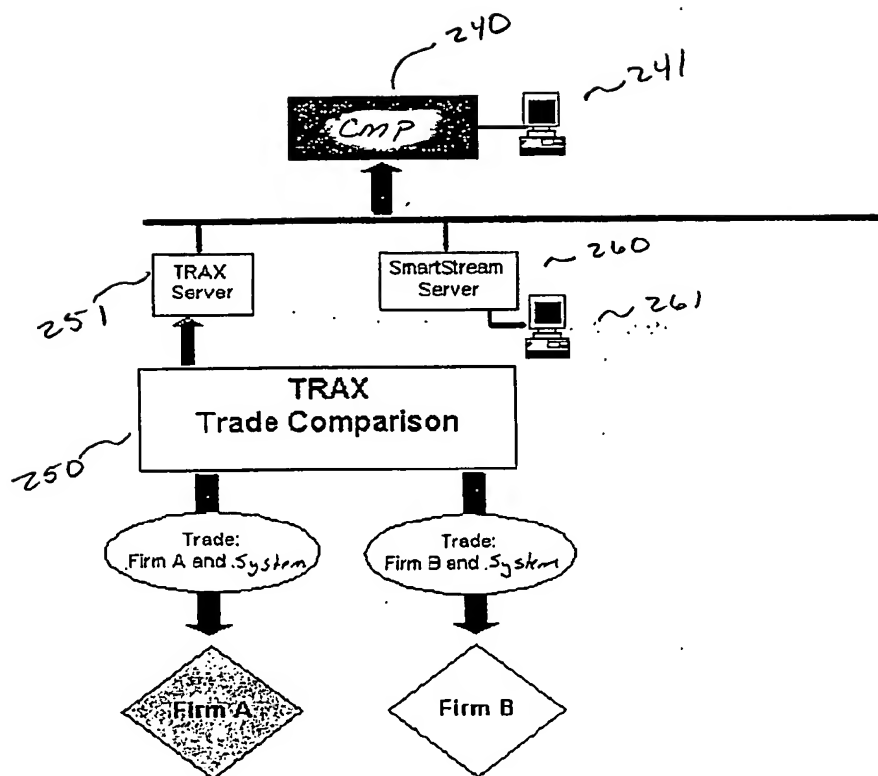 240
241
CMP
TRAX
Server
251
SmartStream
Server
260
261
TRAX
Trade Comparison
250
Trade:
Firm A and System
Trade:
Firm B and System
Firm A
Firm B